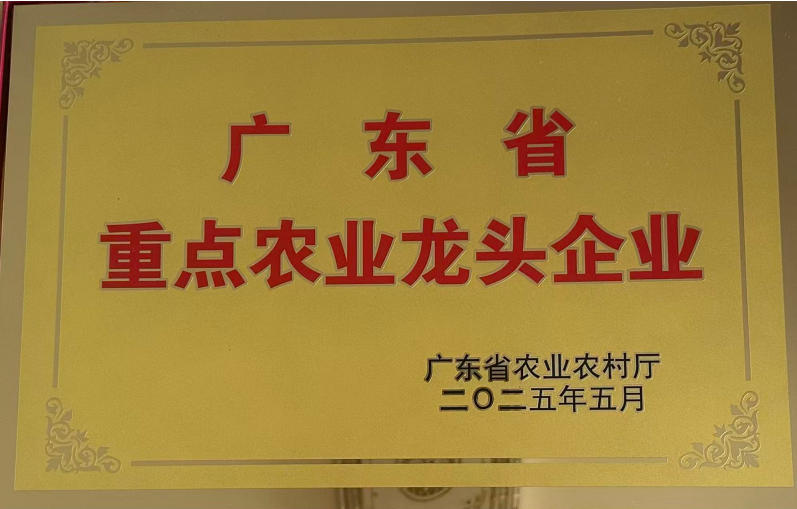 广东省
重点农业龙头企业
广东省农业农村厅
二〇二五年五月